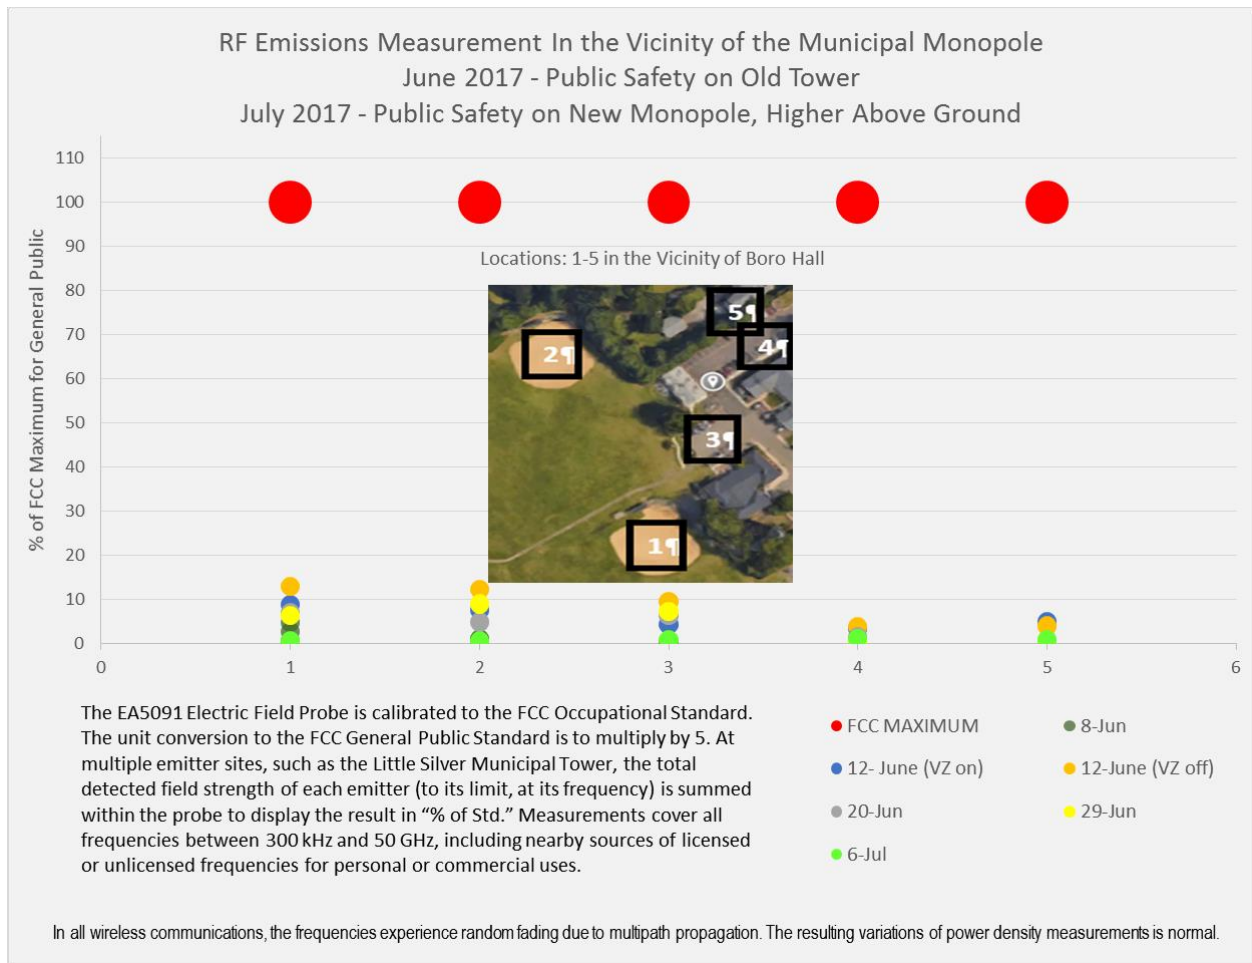 RF Emissions Measurement In the Vicinity of the Municipal Monopole
June 2017 - Public Safety on Old Tower
July 2017 - Public Safety on New Monopole, Higher Above Ground
% of FCC Maximum for General Public
110
100
90
80
70
60
50
40
30
20
10
0
Locations: 1-5 in the Vicinity of Boro Hall
5¶
2¶
4¶
3¶
1¶
0
1
2
3
4
5
6
The EA5091 Electric Field Probe is calibrated to the FCC Occupational Standard.
The unit conversion to the FCC General Public Standard is to multiply by 5. At
multiple emitter sites, such as the Little Silver Municipal Tower, the total
detected field strength of each emitter (to its limit, at its frequency) is summed
within the probe to display the result in “% of Std.” Measurements cover all
frequencies between 300 kHz and 50 GHz, including nearby sources of licensed
or unlicensed frequencies for personal or commercial uses.
FCC MAXIMUM
8-Jun
12- June (VZ on)
12-June (VZ off)
20-Jun
29-Jun
6-Jul
In all wireless communications, the frequencies experience random fading due to multipath propagation. The resulting variations of power density measurements is normal.